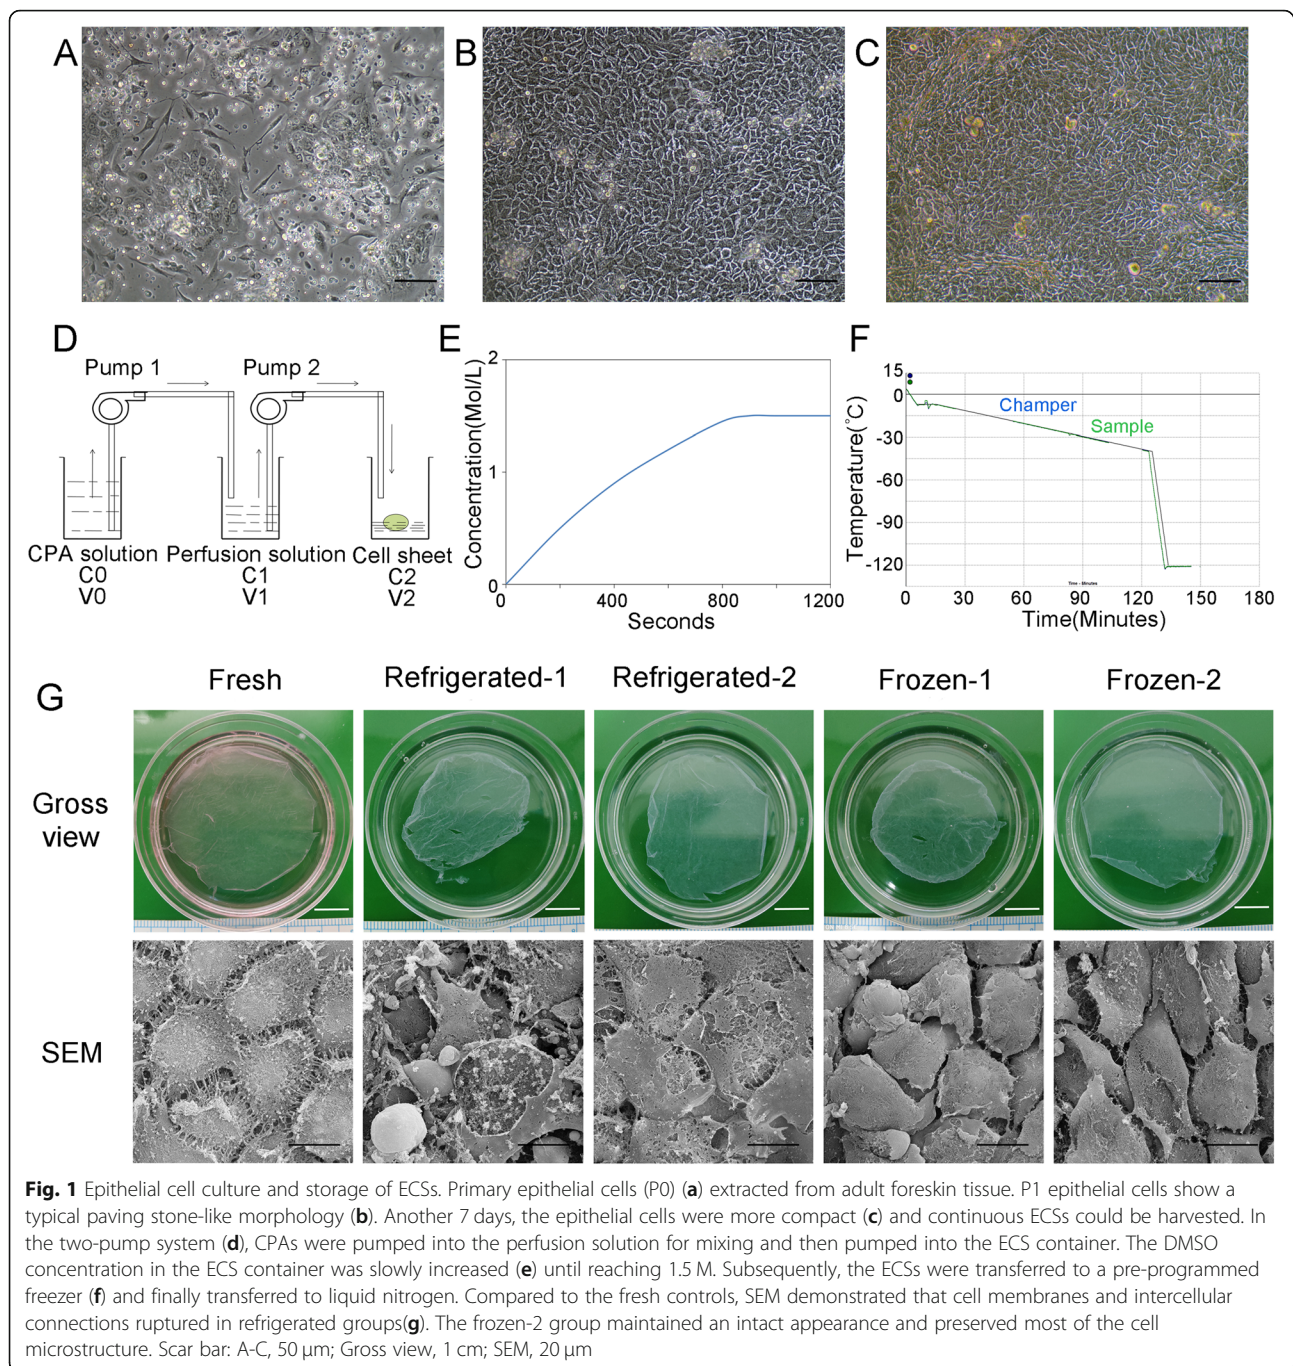 A
B
C
D
Pump 1
Pump 2
CPA solution
C0
V0
Perfusion solution
C1
V1
Cell sheet
C2
V2
E
Concentration(Mol/L)
2
1
0
0
400
800
1200
Seconds
F
Temperature(°C)
15
0
-30
-60
-90
-120
Champer
Sample
Time - Minutes
0
30
60
90
120
150
180
Time(Minutes)
G
Fresh
Refrigerated-1
Refrigerated-2
Frozen-1
Frozen-2
Gross
view
SEM
Fig. 1 Epithelial cell culture and storage of ECSs. Primary epithelial cells (P0) (a) extracted from adult foreskin tissue. P1 epithelial cells show a
typical paving stone-like morphology (b). Another 7 days, the epithelial cells were more compact (c) and continuous ECSs could be harvested. In
the two-pump system (d), CPAs were pumped into the perfusion solution for mixing and then pumped into the ECS container. The DMSO
concentration in the ECS container was slowly increased (e) until reaching 1.5 M. Subsequently, the ECSs were transferred to a pre-programmed
freezer (f) and finally transferred to liquid nitrogen. Compared to the fresh controls, SEM demonstrated that cell membranes and intercellular
connections ruptured in refrigerated groups(g). The frozen-2 group maintained an intact appearance and preserved most of the cell
microstructure. Scar bar: A-C, 50 μm; Gross view, 1 cm; SEM, 20 μm